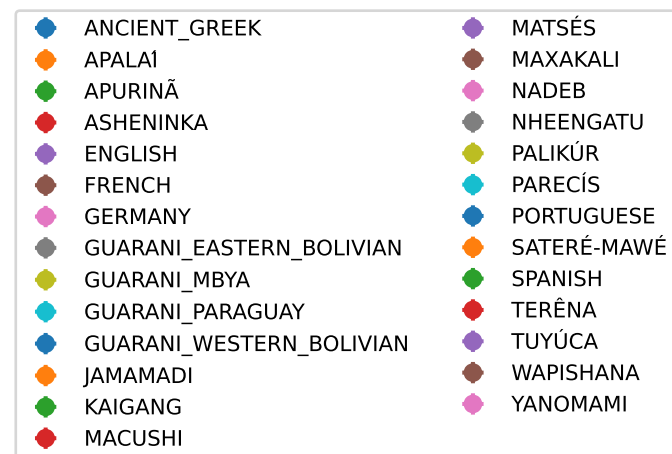 ANCIENT_GREEK
APALAÍ
APURINÃ
ASHENINKA
ENGLISH
FRENCH
GERMANY
GUARANI_EASTERN_BOLIVIAN
GUARANI_MBYA
GUARANI_PARAGUAY
GUARANI_WESTERN_BOLIVIAN
JAMAMADI
KAIGANG
MACUSHI
MATSÉS
MAXAKALI
NADEB
NHEENGATU
PALIKÚR
PARECÍS
PORTUGUESE
SATERÉ-MAWÉ
SPANISH
TERÊNA
TUYÚCA
WAPISHANA
YANOMAMI